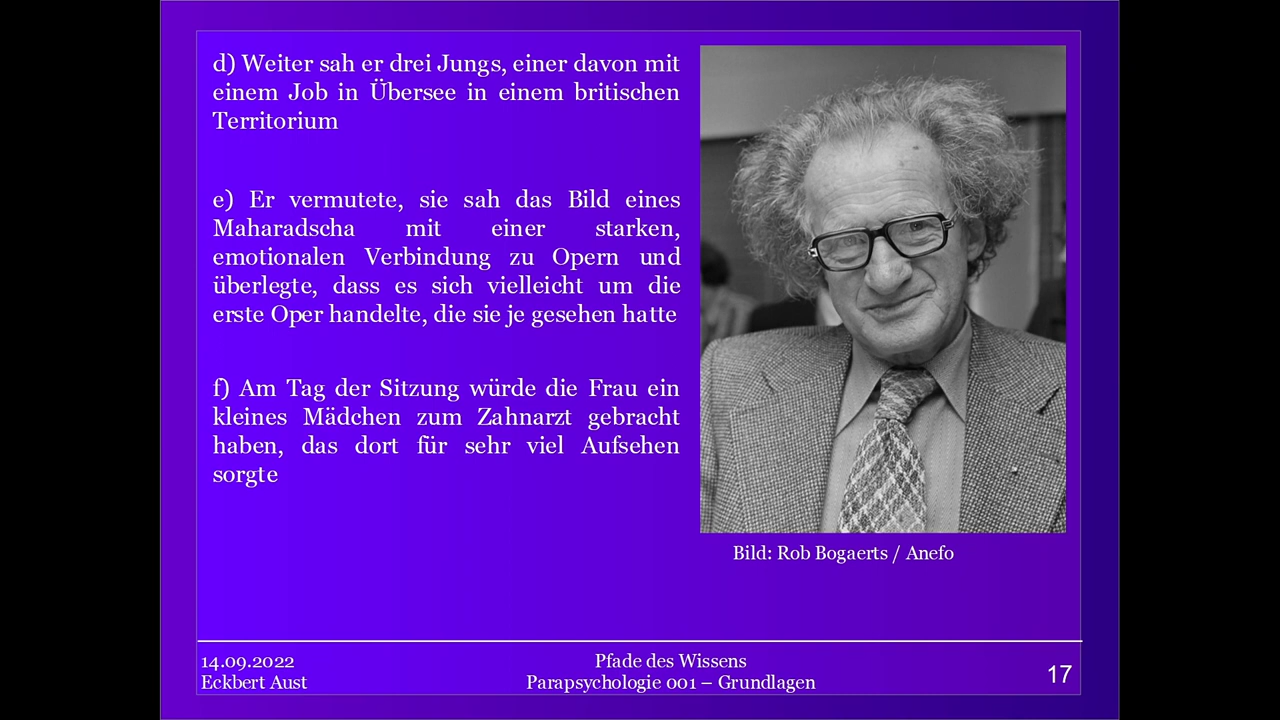 d) Weiter sah er drei Jungs, einer davon mit
einem Job in Übersee in einem britischen
Territorium
e) Er vermutete, sie sah das Bild eines
Maharadscha mit einer starken,
emotionalen Verbindung zu Opern und
überlegte, dass es sich vielleicht um die
erste Oper handelte, die sie je gesehen hatte
f) Am Tag der Sitzung würde die Frau ein
kleines Mädchen zum Zahnarzt gebracht
haben, das dort für sehr viel Aufsehen
sorgte
Bild: Rob Bogaerts / Anefo
14.09.2022
Eckbert Aust
Pfade des Wissens
Parapsychologie 001 – Grundlagen
17